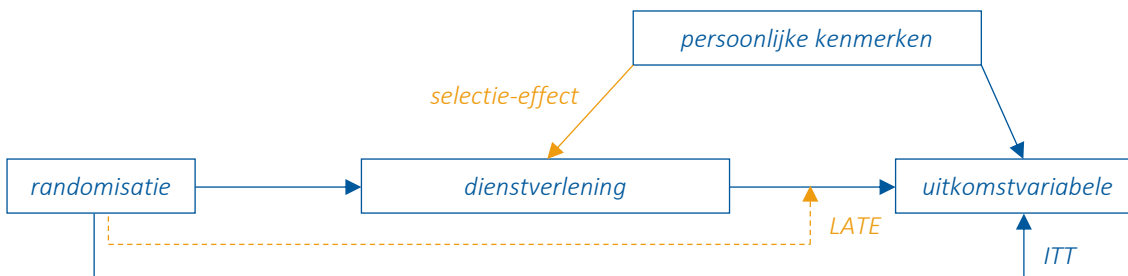 persoonlijke kenmerken
selectie-effect
randomisatie
dienstverlening
uitkomstvariabele
LATE
ITT